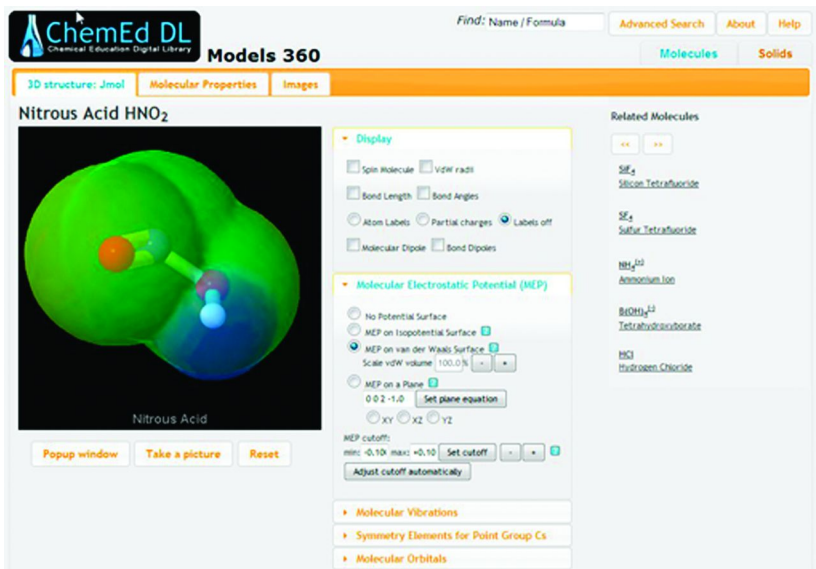 ChemEd DL
Chemical Education Digital Library
Models 360
Find: Name / Formula
Advanced Search
About
Help
Molecules
Solids
3D structure: Jmol
Molecular Properties
Images
Nitrous Acid HNO2
Nitrous Acid
Popup window
Take a picture
Reset
Display
Spin Molecule VdW radii
Bond Length Bond Angles
Atom Labels Partial charges Labels off
Molecular Dipole Bond Dipoles
Molecular Electrostatic Potential (MEP)
No Potential Surface
MEP on Isopotential Surface ?
MEP on van der Waals Surface ?
Scale vdW volume 100.0 % - +
MEP on a Plane ?
0 0 2 -1.0 Set plane equation
XY XZ YZ
MEP cutoff:
min: -0.10 max: +0.10 Set cutoff - + ?
Adjust cutoff automatically
Molecular Vibrations
Symmetry Elements for Point Group Cs
Molecular Orbitals
Related Molecules
<< >>
SiF4
Silicon Tetrafluoride
SF4
Sulfur Tetrafluoride
Ammonium Ion
Tetrahydroxyborate
HCl
Hydrogen Chloride